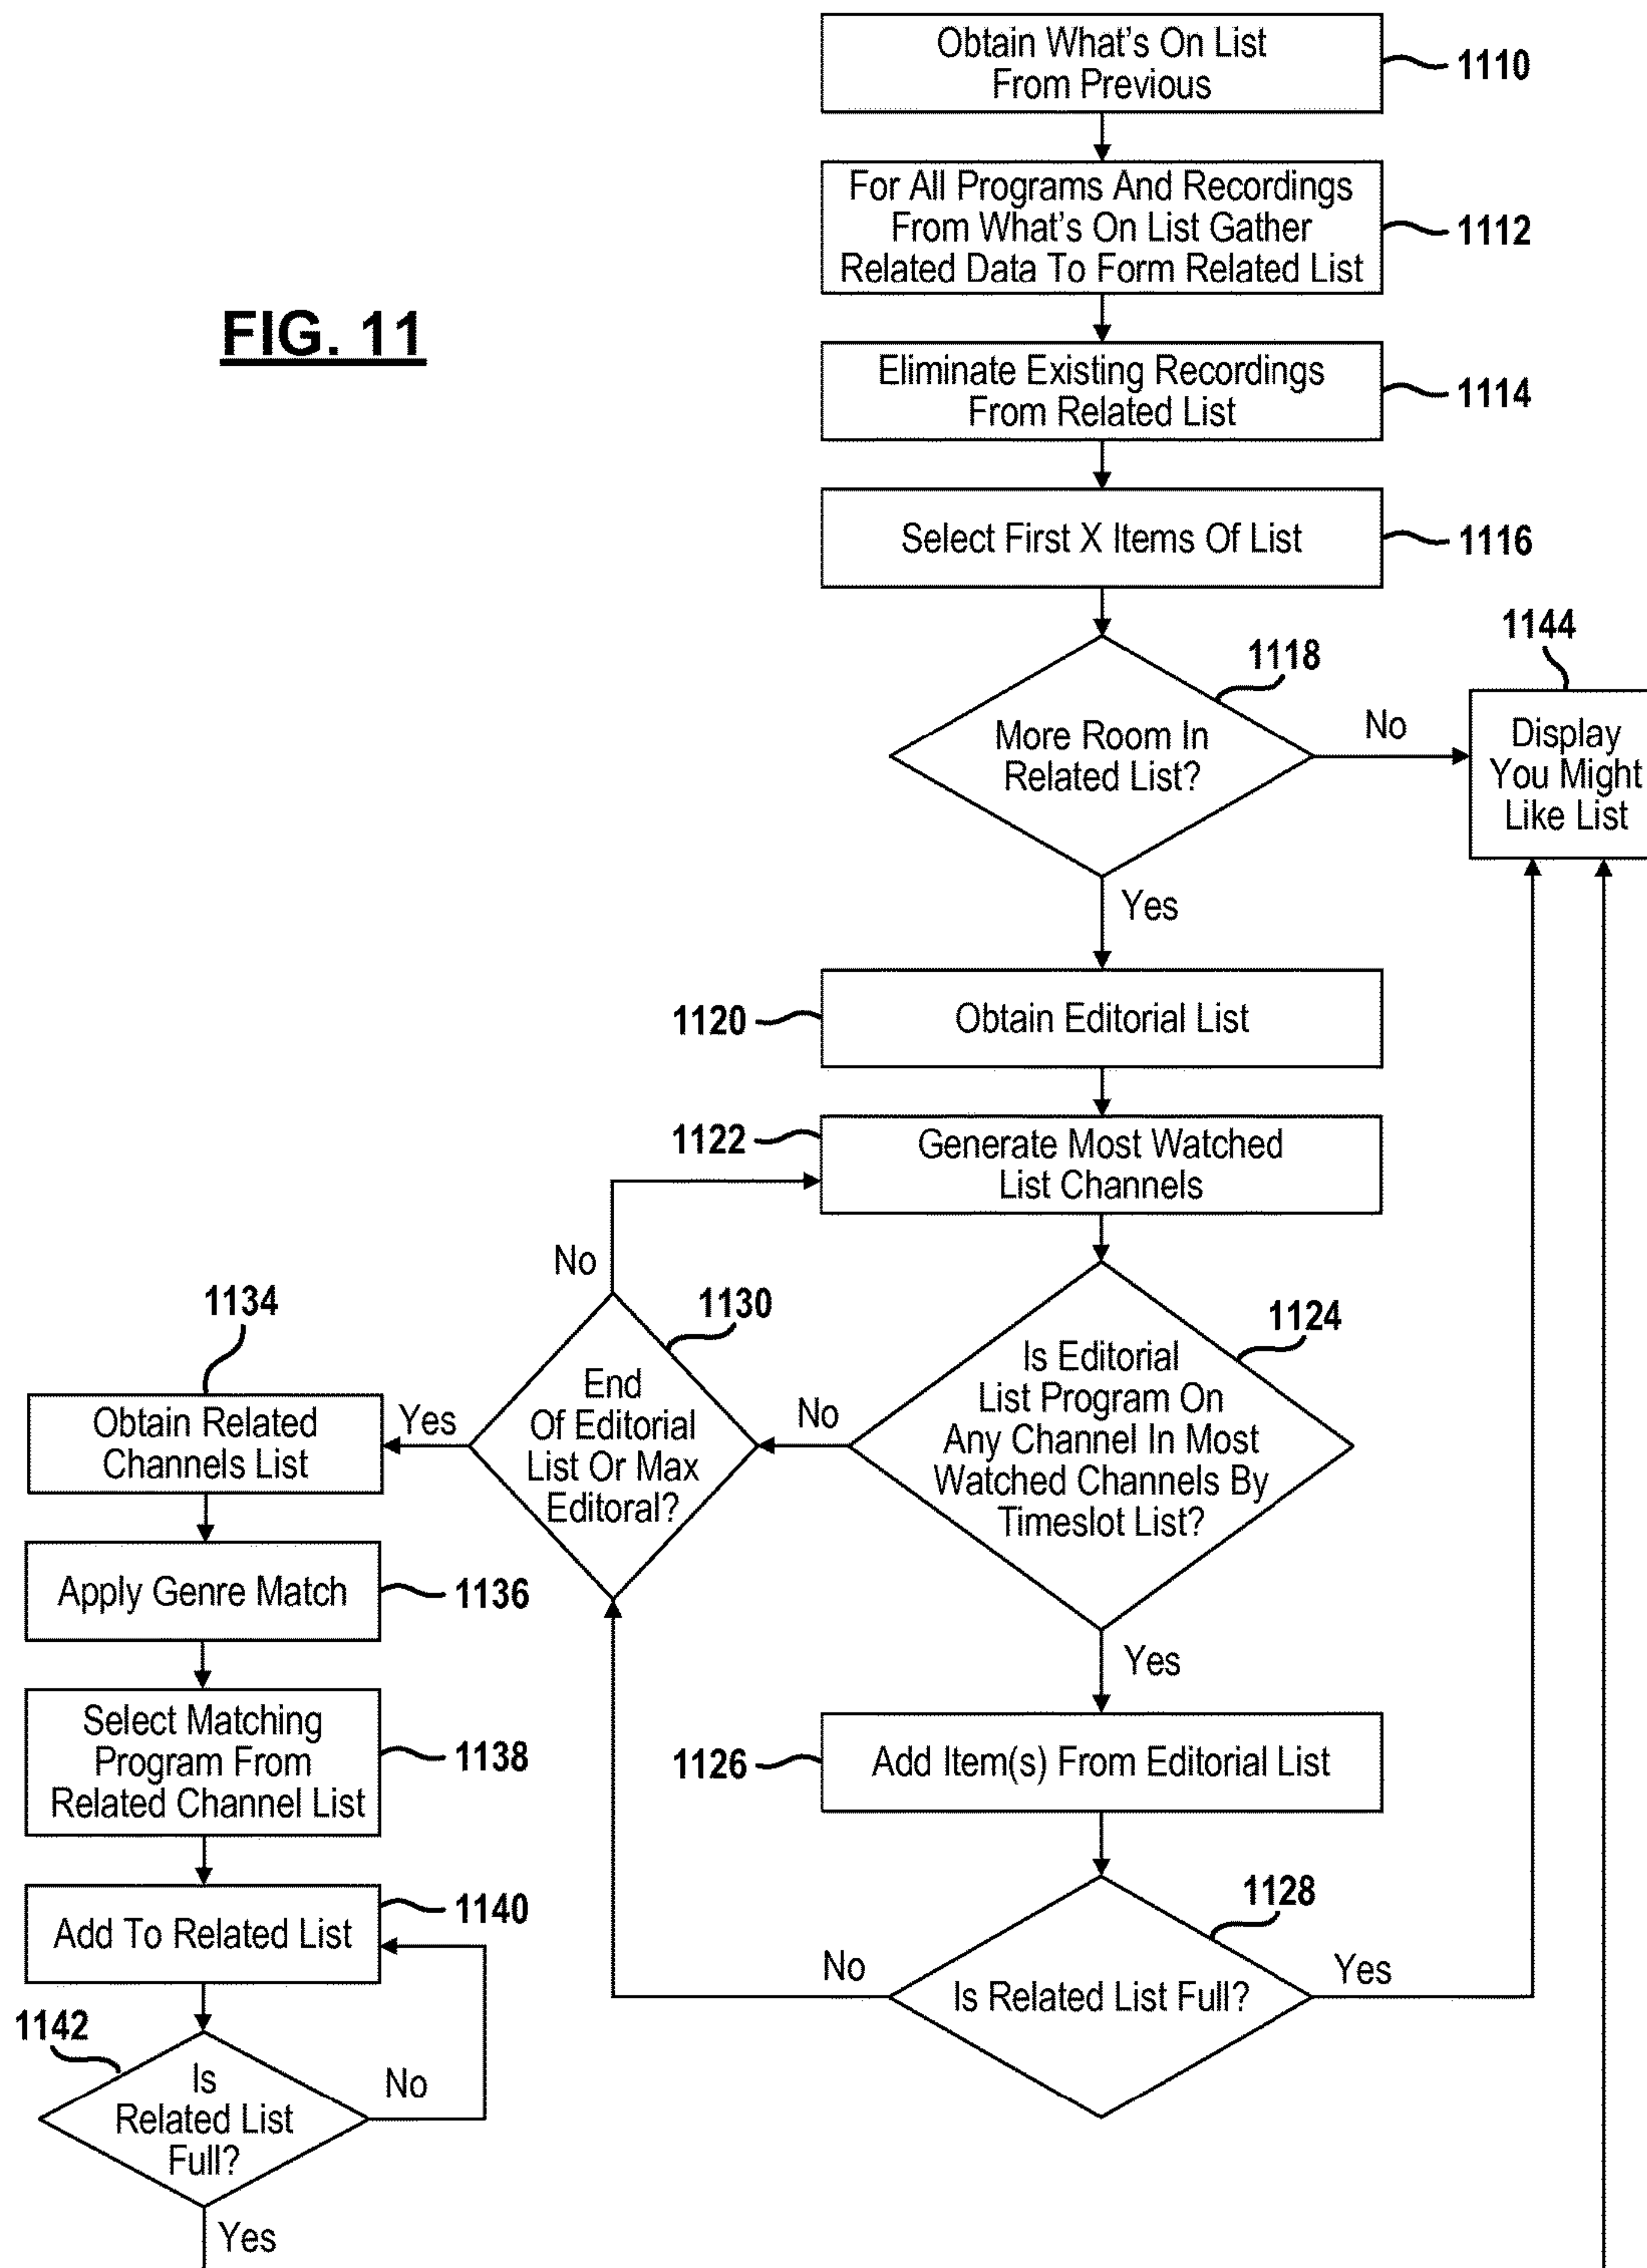 Obtain What's On List
From Previous
1110
For All Programs And Recordings
From What's On List Gather
Related Data To Form Related List
1112
FIG. 11
Eliminate Existing Recordings
From Related List
1114
Select First X Items Of List
1116
1144
1118
More Room In
Related List?
No
Display
You Might
Like List
Yes
1120
Obtain Editorial List
1122
Generate Most Watched
List Channels
No
1134
1130
1124
Is Editorial
List Program On
Any Channel In Most
Watched Channels By
Timeslot List?
No
End
Of Editorial
List Or Max
Editoral?
Yes
Obtain Related
Channels List
Apply Genre Match
1136
Yes
Select Matching
Program From
Related Channel List
1138
1126
Add Item(s) From Editorial List
Add To Related List
1140
1128
No
Is Related List Full?
Yes
1142
Is
Related List
Full?
No
Yes